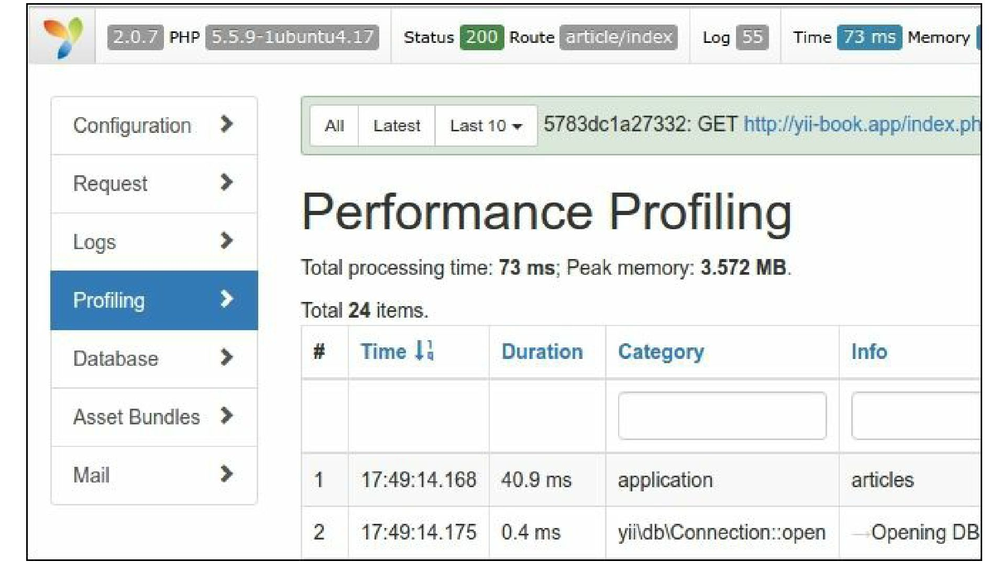 2.0.7 PHP 5.5.9-1ubuntu4.17 Status 200 Route article/index Log 55 Time 73 ms Memory
Configuration
Request
Logs
Profiling
Database
Asset Bundles
Mail
All Latest Last 10 5783dc1a27332: GET http://yii-book.app/index.ph
Performance Profiling
Total processing time: 73 ms; Peak memory: 3.572 MB.
Total 24 items.
# Time Duration Category Info
1 17:49:14.168 40.9 ms application articles
2 17:49:14.175 0.4 ms yii\db\Connection::open →Opening DB